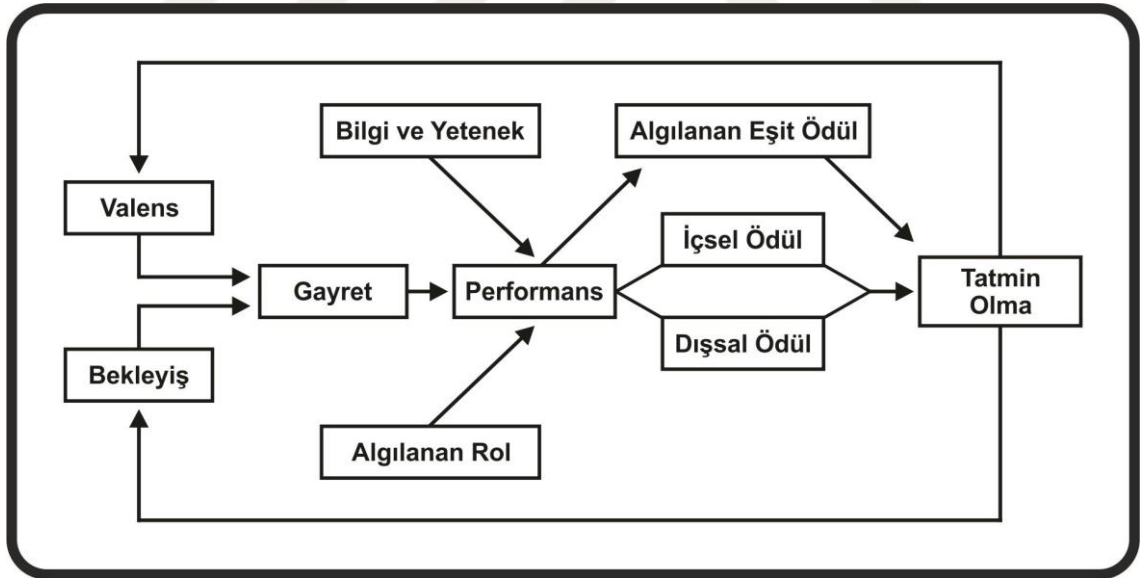 Bilgi ve Yetenek
Algılanan Eşit Ödül
Valens
İçsel Ödül
Gayret
Performans
Tatmin
Olma
Dışsal Ödül
Bekleyiş
Algılanan Rol